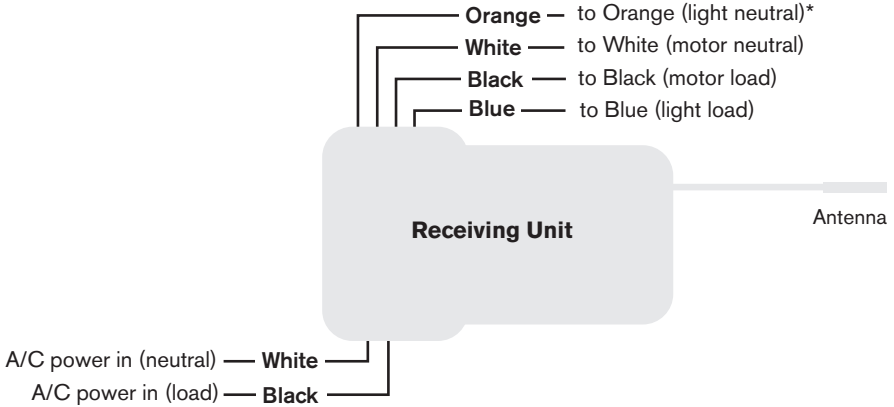 Orange to Orange (light neutral)*
White to White (motor neutral)
Black to Black (motor load)
Blue to Blue (light load)
Receiving Unit
Antenna
A/C power in (neutral) White
A/C power in (load) Black